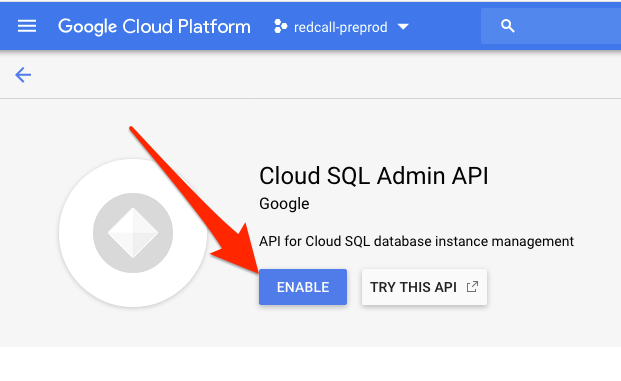 Google Cloud Platform redcall-preprod
Cloud SQL Admin API
Google
API for Cloud SQL database instance management
ENABLE TRY THIS API